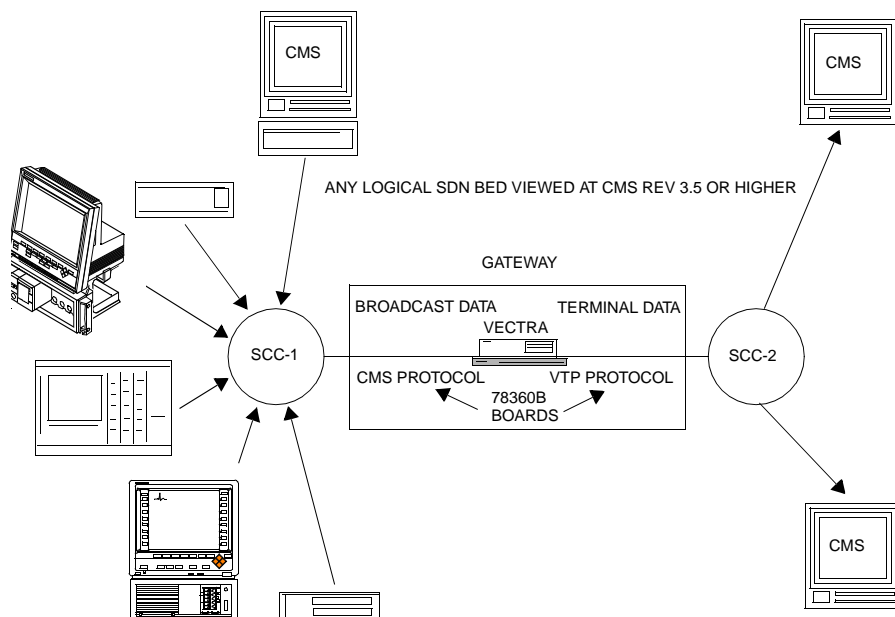 CMS
CMS
ANY LOGICAL SDN BED VIEWED AT CMS REV 3.5 OR HIGHER
GATEWAY
BROADCAST DATA
TERMINAL DATA
VECTRA
SCC-1
SCC-2
CMS PROTOCOL
VTP PROTOCOL
78360B
BOARDS
CMS